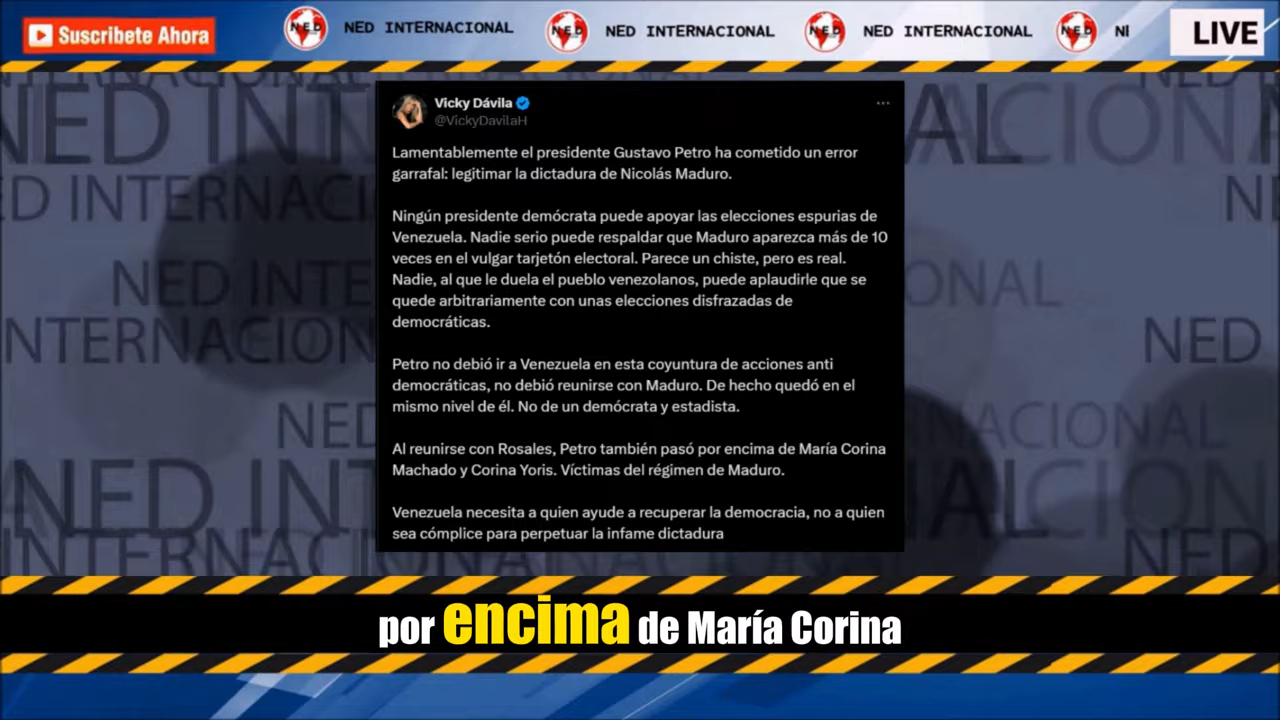 Suscribete Ahora
NED
NED INTERNACIONAL
NED
NED INTERNACIONAL
NED
NED INTERNACIONAL
NED
NI
LIVE
Vicky Dávila
@VickyDavilaH
Lamentablemente el presidente Gustavo Petro ha cometido un error
garrafal: legitimar la dictadura de Nicolás Maduro.
Ningún presidente demócrata puede apoyar las elecciones espurias de
Venezuela. Nadie serio puede respaldar que Maduro aparezca más de 10
veces en el vulgar tarjetón electoral. Parece un chiste, pero es real.
Nadie, al que le duela el pueblo venezolanos, puede aplaudirle que se
quede arbitrariamente con unas elecciones disfrazadas de
democráticas.
Petro no debió ir a Venezuela en esta coyuntura de acciones anti
democráticas, no debió reunirse con Maduro. De hecho quedó en el
mismo nivel de él. No de un demócrata y estadista.
Al reunirse con Rosales, Petro también pasó por encima de María Corina
Machado y Corina Yoris. Víctimas del régimen de Maduro.
Venezuela necesita a quien ayude a recuperar la democracia, no a quien
sea cómplice para perpetuar la infame dictadura
por encima de María Corina